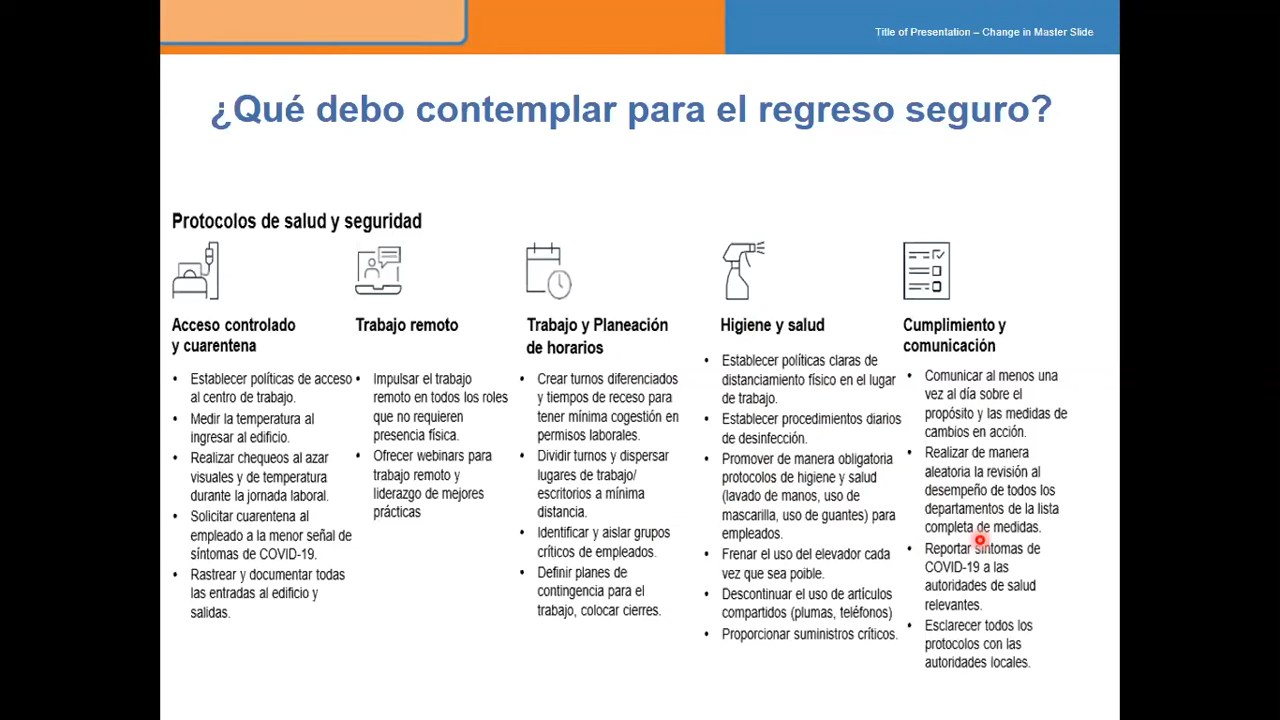 Title of Presentation – Change in Master Slide
¿Qué debo contemplar para el regreso seguro?
Protocolos de salud y seguridad
Acceso controlado
y cuarentena
• Establecer políticas de acceso
al centro de trabajo.
• Medir la temperatura al
ingresar al edificio.
• Realizar chequeos al azar
visuales y de temperatura
durante la jornada laboral.
• Solicitar cuarentena al
empleado a la menor señal de
síntomas de COVID-19.
• Rastrear y documentar todas
las entradas al edificio y
salidas.
Trabajo remoto
• Impulsar el trabajo
remoto en todos los roles
que no requieren
presencia física.
• Ofrecer webinars para
trabajo remoto y
liderazgo de mejores
prácticas
Trabajo y Planeación
de horarios
• Crear turnos diferenciados
y tiempos de receso para
tener mínima cogestión en
permisos laborales.
• Dividir turnos y dispersar
lugares de trabajo/
escritorios a mínima
distancia.
• Identificar y aislar grupos
críticos de empleados.
• Definir planes de
contingencia para el
trabajo, colocar cierres.
Higiene y salud
• Establecer políticas claras de
distanciamiento físico en el lugar
de trabajo.
• Establecer procedimientos diarios
de desinfección.
• Promover de manera obligatoria
protocolos de higiene y salud
(lavado de manos, uso de
mascarilla, uso de guantes) para
empleados.
• Frenar el uso del elevador cada
vez que sea poible.
• Descontinuar el uso de artículos
compartidos (plumas, teléfonos)
• Proporcionar suministros críticos.
Cumplimiento y
comunicación
• Comunicar al menos una
vez al día sobre el
propósito y las medidas de
cambios en acción.
• Realizar de manera
aleatoria la revisión al
desempeño de todos los
departamentos de la lista
completa de medidas.
• Reportar síntomas de
COVID-19 a las
autoridades de salud
relevantes.
• Esclarecer todos los
protocolos con las
autoridades locales.